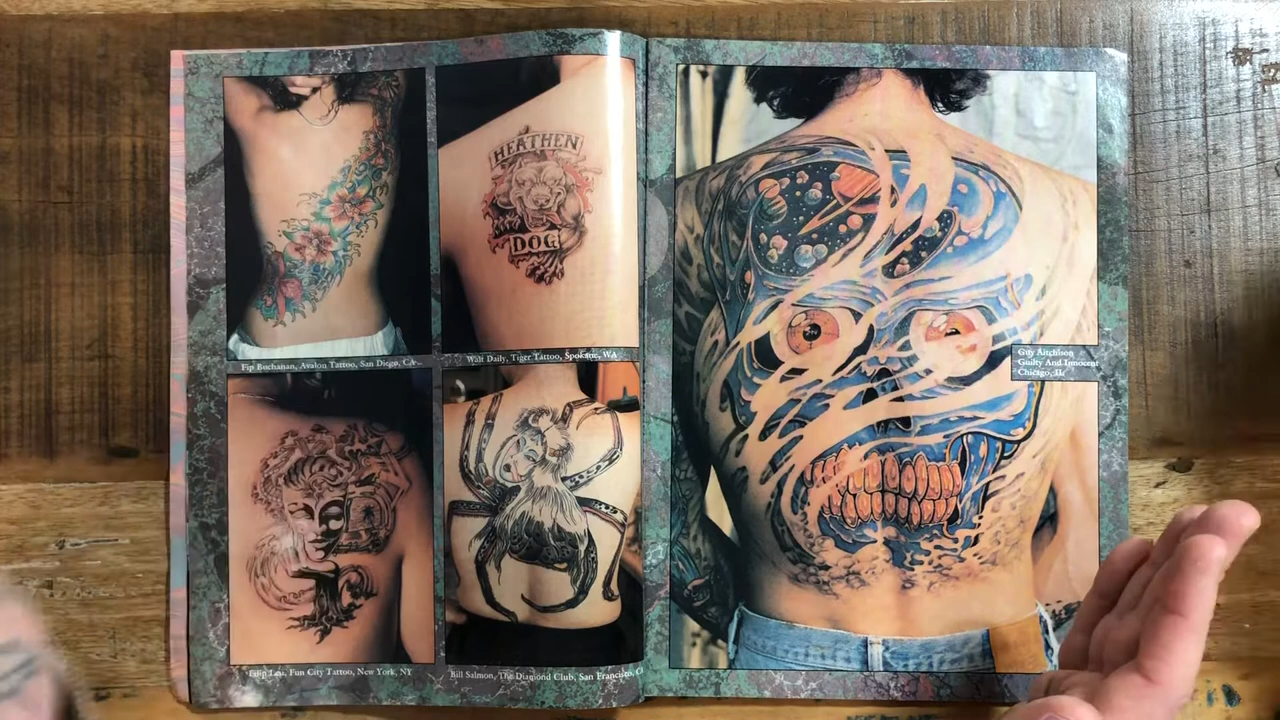 HEATHEN
DOG
Fip Buchanan, Avalon Tattoo, San Diego, CA
Walt Daily, Tiger Tattoo, Spokane, WA
Guy Aitchison
Guilty And Innocent
Chicago, IL
Filip Leu, Fun City Tattoo, New York, NY
Bill Salmon, The Diamond Club, San Francisco,